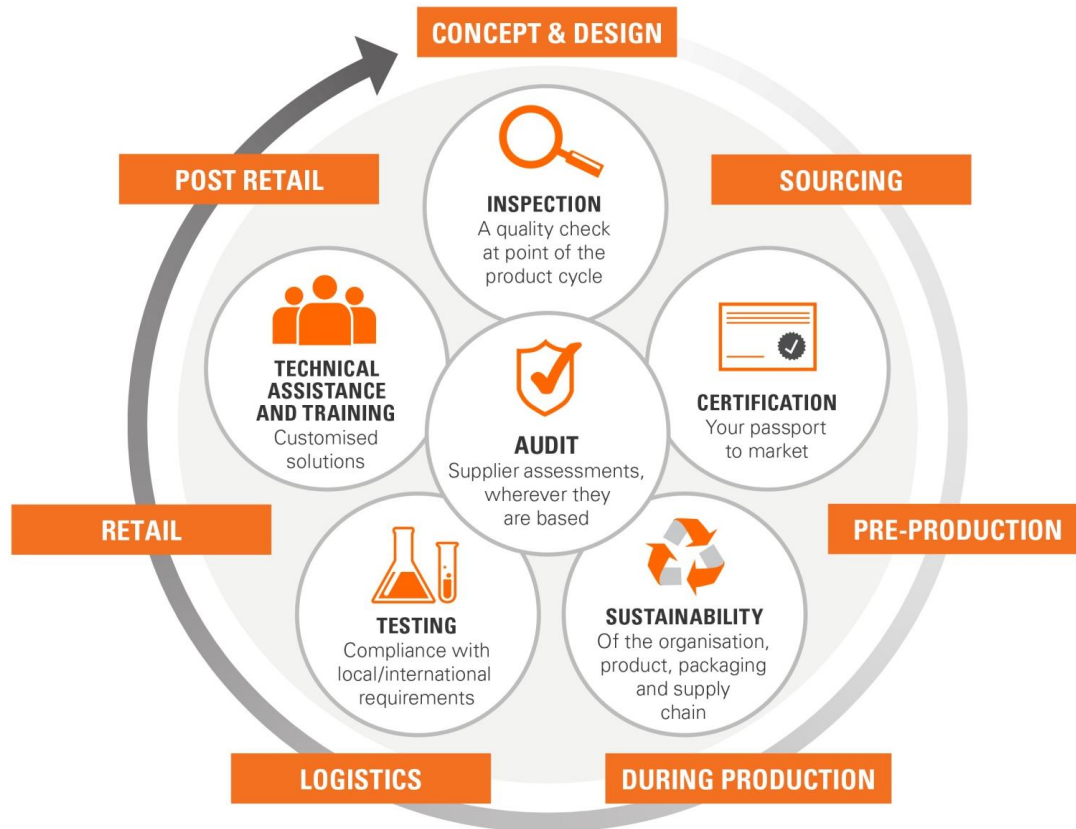 CONCEPT & DESIGN
POST RETAIL
SOURCING
INSPECTION
A quality check
at point of the
product cycle
TECHNICAL
ASSISTANCE
AND TRAINING
Customised
solutions
CERTIFICATION
Your passport
to market
AUDIT
Supplier assessments,
wherever they
are based
RETAIL
PRE-PRODUCTION
TESTING
Compliance with
local/international
requirements
SUSTAINABILITY
Of the organisation,
product, packaging
and supply
chain
LOGISTICS
DURING PRODUCTION